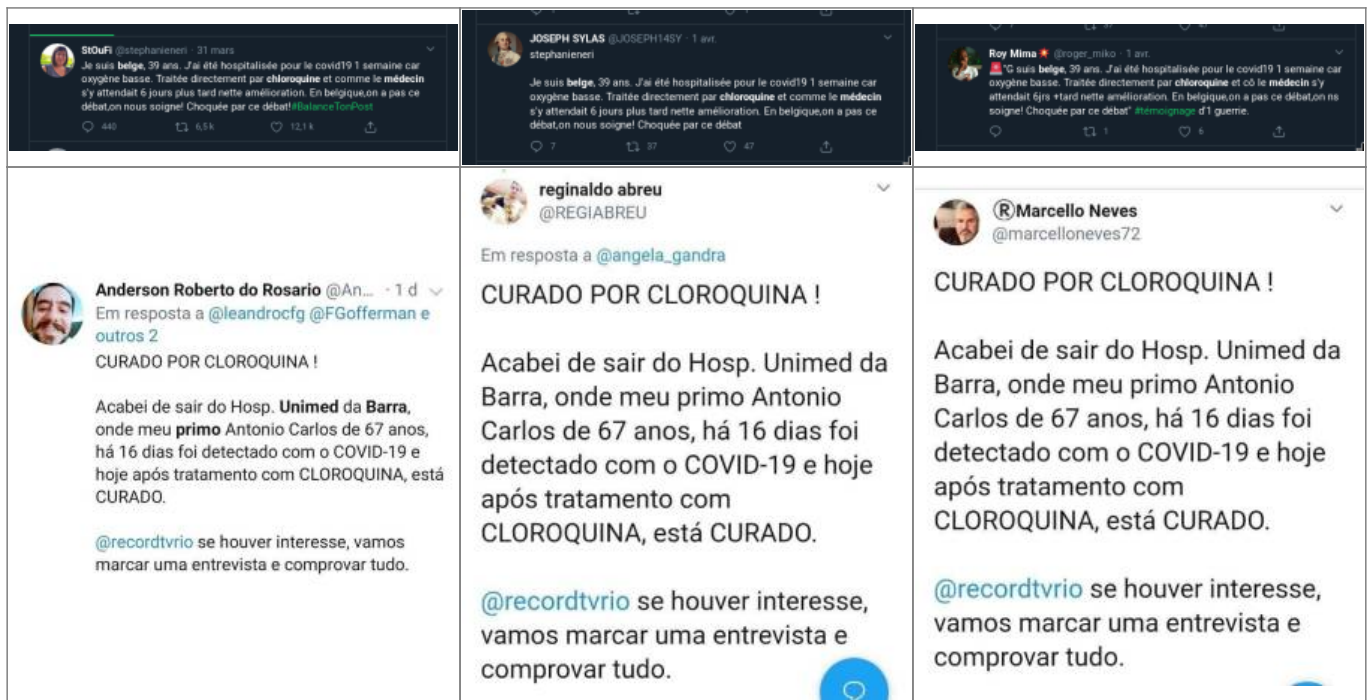 StOuFi @stephanieneri · 31 mars
Je suis belge, 39 ans. J'ai été hospitalisée pour le covid19 1 semaine car
oxygène basse. Traitée directement par chloroquine et comme le médecin
s'y attendait 6 jours plus tard nette amélioration. En belgique,on a pas ce
débat,on nous soigne! Choquée par ce débat!#BalanceTonPost
440 6,5 k 12,1 k
JOSEPH SYLAS @JOSEPH14SY · 1 avr.
stephanieneri
Je suis belge, 39 ans. J'ai été hospitalisée pour le covid19 1 semaine car
oxygène basse. Traitée directement par chloroquine et comme le médecin
s'y attendait 6 jours plus tard nette amélioration. En belgique,on a pas ce
débat,on nous soigne! Choquée par ce débat
7 37 47
Roy Mima @roger_miko · 1 avr.
"G suis belge, 39 ans. J'ai été hospitalisée pour le covid19 1 semaine car
oxygène basse. Traitée directement par chloroquine et cô le médecin s'y
attendait 6jrs +tard nette amélioration. En belgique,on a pas ce débat,on ns
soigne! Choquée par ce débat" #témoignage d'1 guerrie.
1 6
Anderson Roberto do Rosario @An... · 1 d
Em resposta a @leandrocfg @FGofferman e
outros 2
CURADO POR CLOROQUINA !
Acabei de sair do Hosp. Unimed da Barra,
onde meu primo Antonio Carlos de 67 anos,
há 16 dias foi detectado com o COVID-19 e
hoje após tratamento com CLOROQUINA, está
CURADO.
@recordtvrio se houver interesse, vamos
marcar uma entrevista e comprovar tudo.
reginaldo abreu
@REGIABREU
Em resposta a @angela_gandra
CURADO POR CLOROQUINA !
Acabei de sair do Hosp. Unimed da
Barra, onde meu primo Antonio
Carlos de 67 anos, há 16 dias foi
detectado com o COVID-19 e hoje
após tratamento com
CLOROQUINA, está CURADO.
@recordtvrio se houver interesse,
vamos marcar uma entrevista e
comprovar tudo.
®Marcello Neves
@marcelloneves72
CURADO POR CLOROQUINA !
Acabei de sair do Hosp. Unimed da
Barra, onde meu primo Antonio
Carlos de 67 anos, há 16 dias foi
detectado com o COVID-19 e hoje
após tratamento com
CLOROQUINA, está CURADO.
@recordtvrio se houver interesse,
vamos marcar uma entrevista e
comprovar tudo.